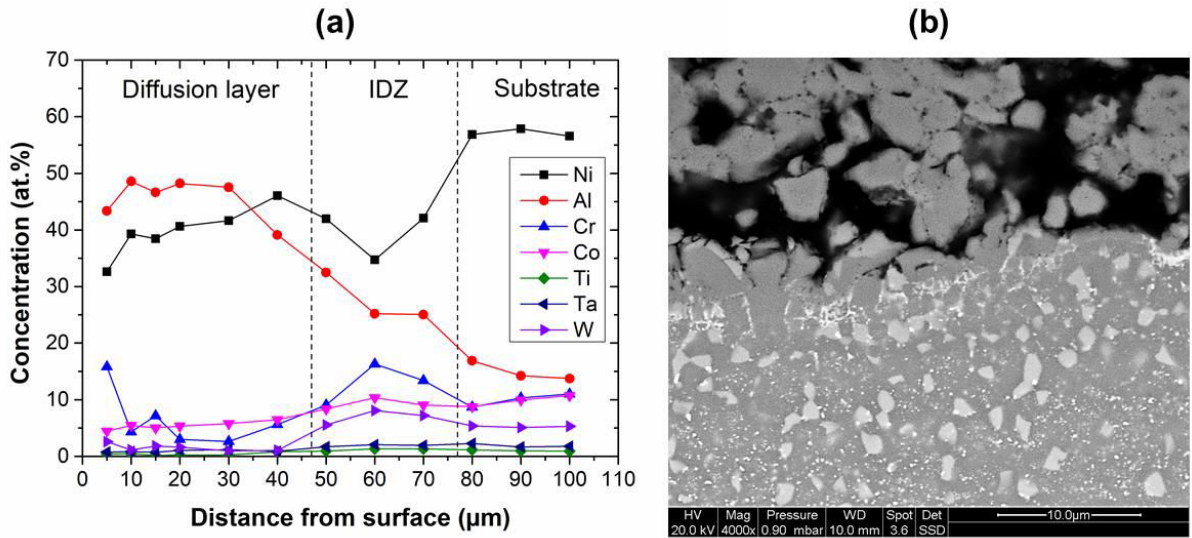 (a)
(b)
Diffusion layer IDZ Substrate
Concentration (at.%)
70
60
50
40
30
20
10
0
Ni
Al
Cr
Co
Ti
Ta
W
0 10 20 30 40 50 60 70 80 90 100 110
Distance from surface (µm)
HV Mag Pressure WD Spot Det
20.0 kV 4000x 0.90 mbar 10.0 mm 3.6 SSD
10.0µm